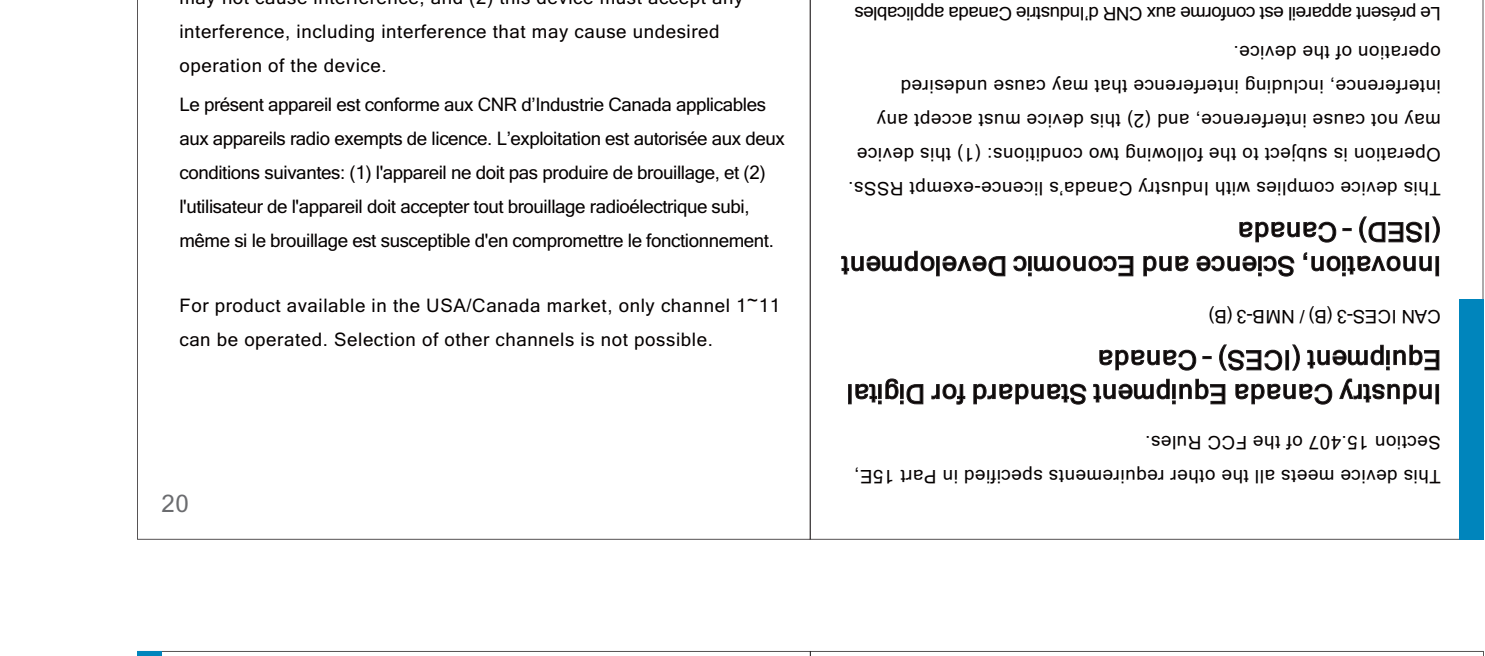 may not cause interference, and (2) this device must accept any
interference, including interference that may cause undesired
operation of the device.
Le présent appareil est conforme aux CNR d’Industrie Canada applicables
aux appareils radio exempts de licence. L’exploitation est autorisée aux deux
conditions suivantes: (1) l'appareil ne doit pas produire de brouillage, et (2)
l'utilisateur de l'appareil doit accepter tout brouillage radioélectrique subi,
même si le brouillage est susceptible d'en compromettre le fonctionnement.
For product available in the USA/Canada market, only channel 1~11
can be operated. Selection of other channels is not possible.
20
This device meets all the other requirements specified in Part 15E,
Section 15.407 of the FCC Rules.
Industry Canada Equipment Standard for Digital
Equipment (ICES) - Canada
CAN ICES-3 (B) / NMB-3 (B)
Innovation, Science and Economic Development
(ISED) - Canada
This device complies with Industry Canada’s licence-exempt RSSs.
Operation is subject to the following two conditions: (1) this device
may not cause interference, and (2) this device must accept any
interference, including interference that may cause undesired
operation of the device.
Le présent appareil est conforme aux CNR d’Industrie Canada applicables